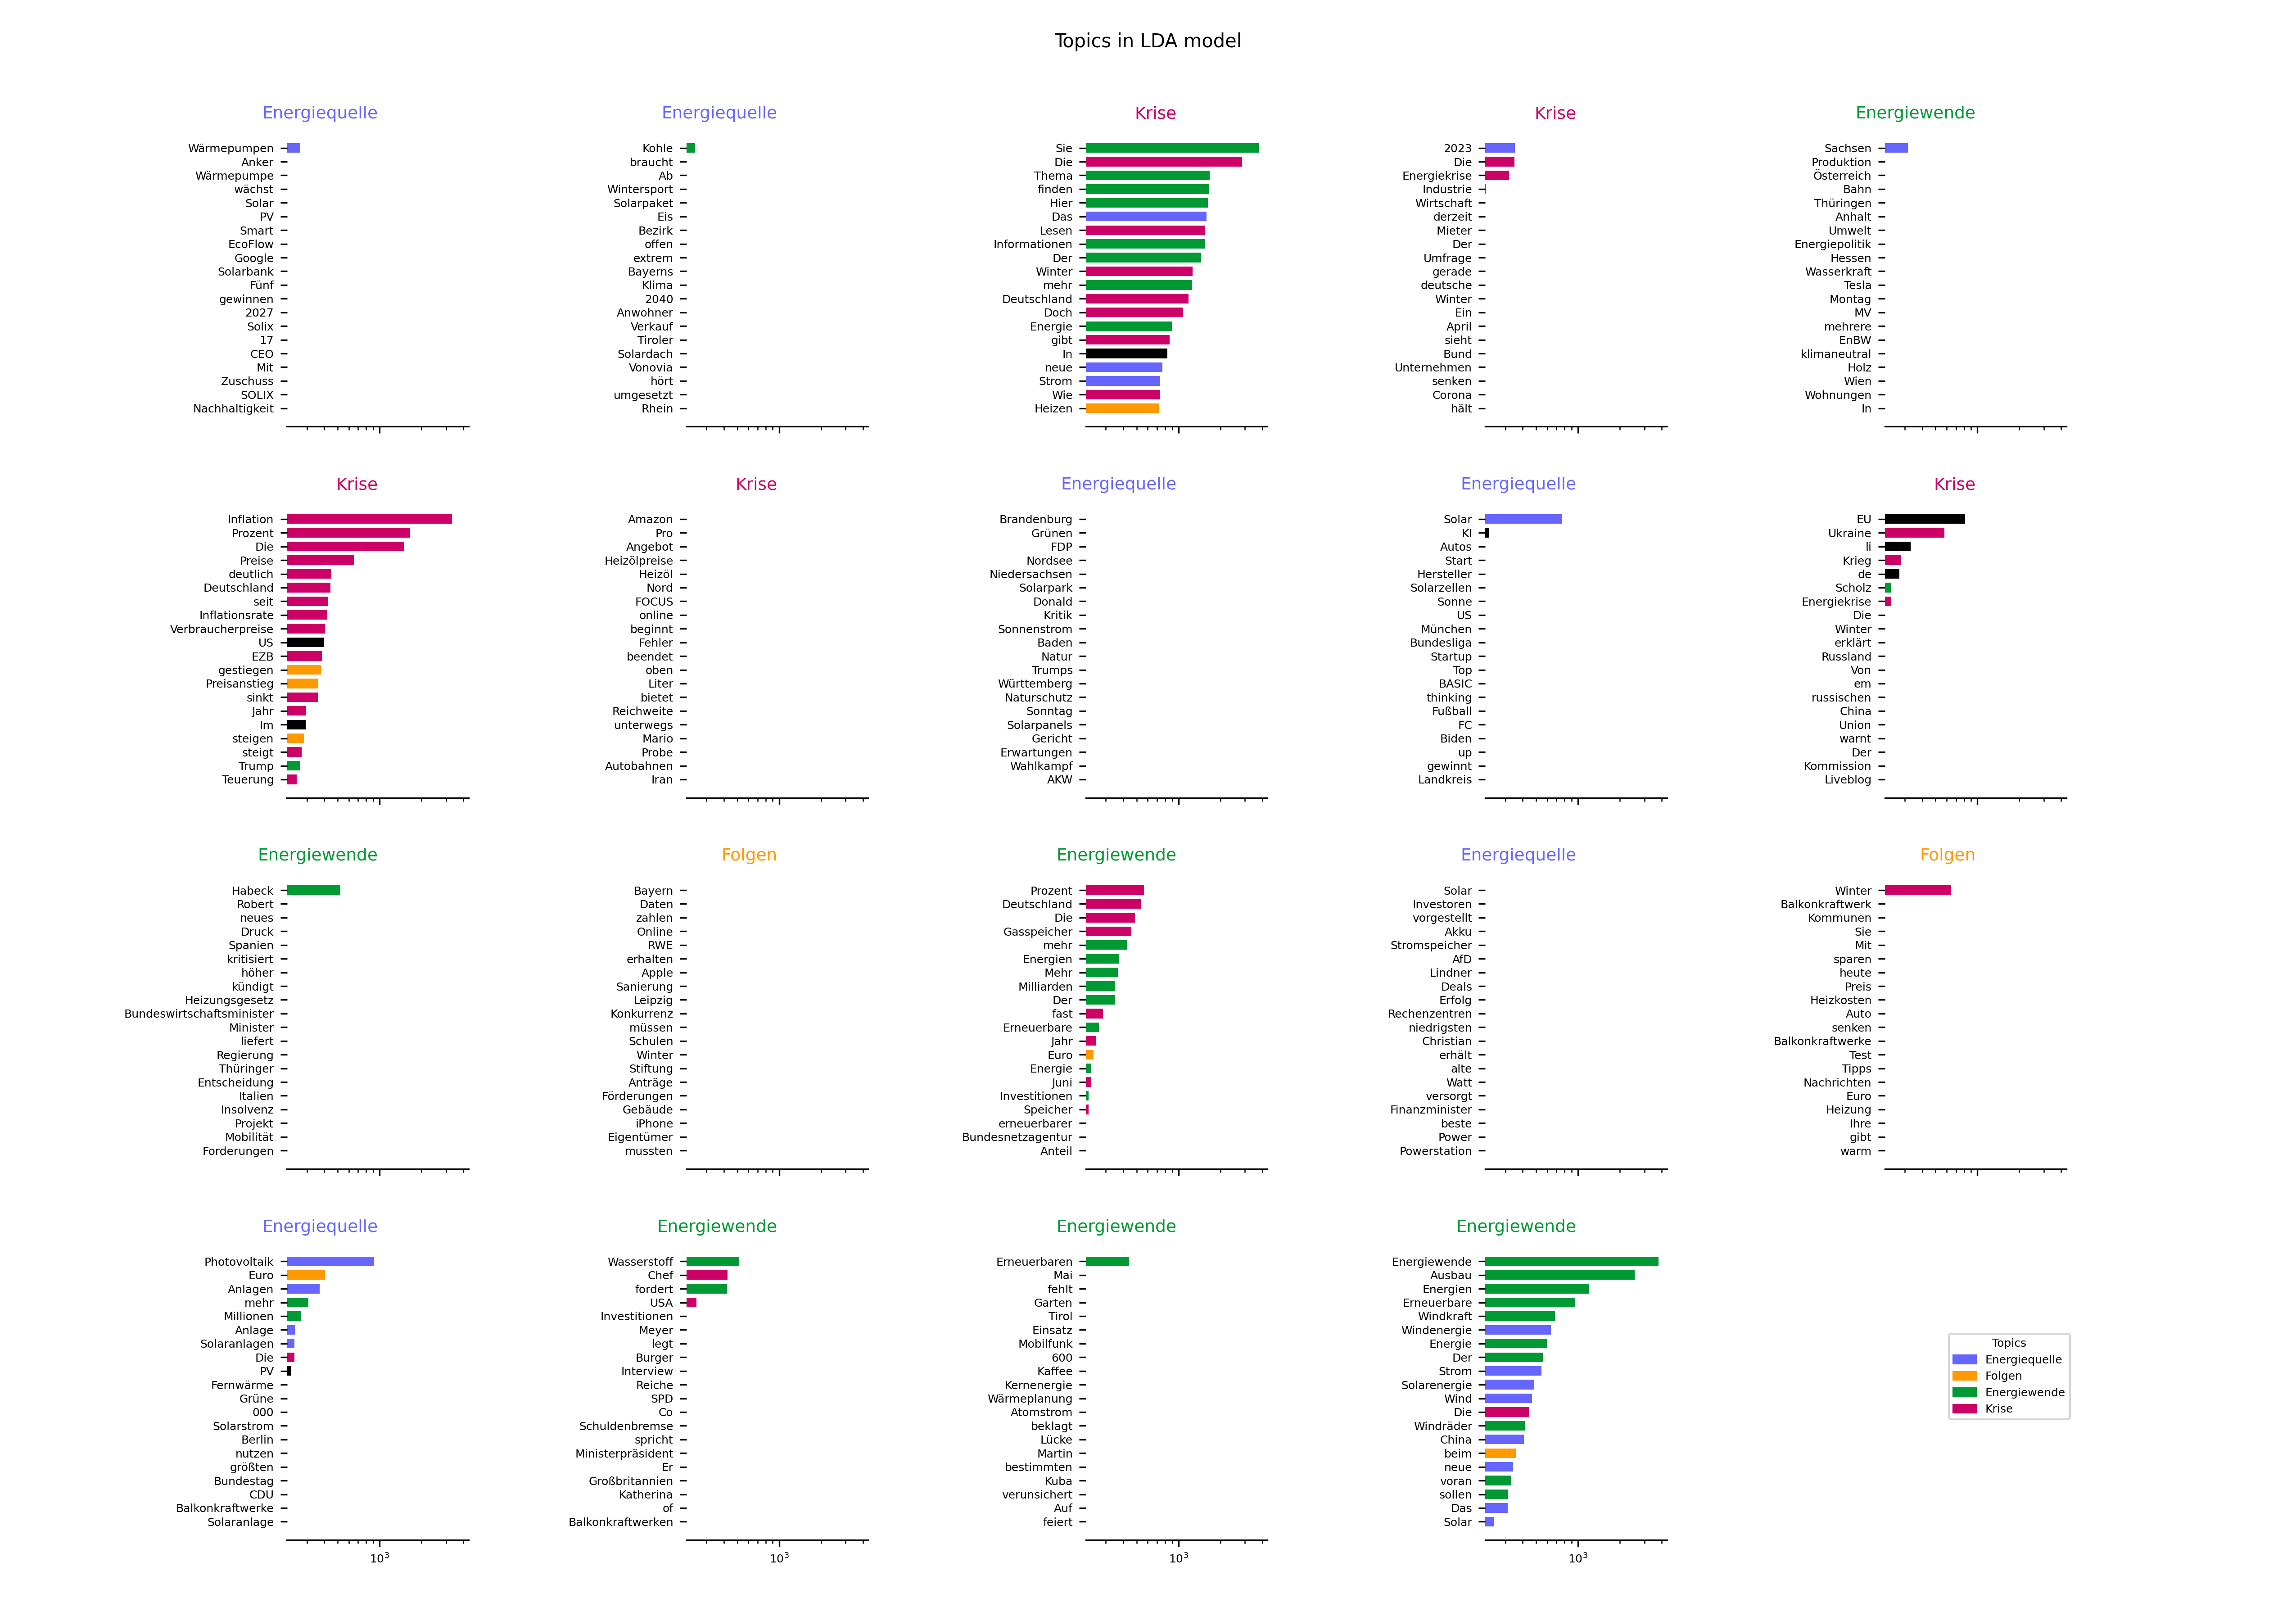 Topics in LDA model
Energiequelle
Wärmepumpen
Anker
Wärmepumpe
wächst
Solar
PV
Smart
EcoFlow
Google
Solarbank
Fünf
gewinnen
2027
Solix
17
CEO
Mit
Zuschuss
SOLIX
Nachhaltigkeit
Energiequelle
Kohle
braucht
Ab
Wintersport
Solarpaket
Eis
Bezirk
offen
extrem
Bayerns
Klima
2040
Anwohner
Verkauf
Tiroler
Solardach
Vonovia
hört
umgesetzt
Rhein
Krise
Sie
Die
Thema
finden
Hier
Das
Lesen
Informationen
Der
Winter
mehr
Deutschland
Doch
Energie
gibt
In
neue
Strom
Wie
Heizen
Krise
2023
Die
Energiekrise
Industrie
Wirtschaft
derzeit
Mieter
Der
Umfrage
gerade
deutsche
Winter
Ein
April
sieht
Bund
Unternehmen
senken
Corona
hält
Energiewende
Sachsen
Produktion
Österreich
Bahn
Thüringen
Anhalt
Umwelt
Energiepolitik
Hessen
Wasserkraft
Tesla
Montag
MV
mehrere
EnBW
klimaneutral
Holz
Wien
Wohnungen
In
Krise
Inflation
Prozent
Die
Preise
deutlich
Deutschland
seit
Inflationsrate
Verbraucherpreise
US
EZB
gestiegen
Preisanstieg
sinkt
Jahr
Im
steigen
steigt
Trump
Teuerung
Krise
Amazon
Pro
Angebot
Heizölpreise
Heizöl
Nord
FOCUS
online
beginnt
Fehler
beendet
oben
Liter
bietet
Reichweite
unterwegs
Mario
Probe
Autobahnen
Iran
Energiequelle
Brandenburg
Grünen
FDP
Nordsee
Niedersachsen
Solarpark
Donald
Kritik
Sonnenstrom
Baden
Natur
Trumps
Württemberg
Naturschutz
Sonntag
Solarpanels
Gericht
Erwartungen
Wahlkampf
AKW
Energiequelle
Solar
KI
Autos
Start
Hersteller
Solarzellen
Sonne
US
München
Bundesliga
Startup
Top
BASIC
thinking
Fußball
FC
Biden
up
gewinnt
Landkreis
Krise
EU
Ukraine
li
Krieg
de
Scholz
Energiekrise
Die
Winter
erklärt
Russland
Von
em
russischen
China
Union
warnt
Der
Kommission
Liveblog
Energiewende
Habeck
Robert
neues
Druck
Spanien
kritisiert
höher
kündigt
Heizungsgesetz
Bundeswirtschaftsminister
Minister
liefert
Regierung
Thüringer
Entscheidung
Italien
Insolvenz
Projekt
Mobilität
Forderungen
Folgen
Bayern
Daten
zahlen
Online
RWE
erhalten
Apple
Sanierung
Leipzig
Konkurrenz
müssen
Schulen
Winter
Stiftung
Anträge
Förderungen
Gebäude
iPhone
Eigentümer
mussten
Energiewende
Prozent
Deutschland
Die
Gasspeicher
mehr
Energien
Mehr
Milliarden
Der
fast
Erneuerbare
Jahr
Euro
Energie
Juni
Investitionen
Speicher
erneuerbarer
Bundesnetzagentur
Anteil
Energiequelle
Solar
Investoren
vorgestellt
Akku
Stromspeicher
AfD
Lindner
Deals
Erfolg
Rechenzentren
niedrigsten
Christian
erhält
alte
Watt
versorgt
Finanzminister
beste
Power
Powerstation
Folgen
Winter
Balkonkraftwerk
Kommunen
Sie
Mit
sparen
heute
Preis
Heizkosten
Auto
senken
Balkonkraftwerke
Test
Tipps
Nachrichten
Euro
Heizung
Ihre
gibt
warm
Energiequelle
Photovoltaik
Euro
Anlagen
mehr
Millionen
Anlage
Solaranlagen
Die
PV
Fernwärme
Grüne
000
Solarstrom
Berlin
nutzen
größten
Bundestag
CDU
Balkonkraftwerke
Solaranlage
10³
Energiewende
Wasserstoff
Chef
fordert
USA
Investitionen
Meyer
legt
Burger
Interview
Reiche
SPD
Co
Schuldenbremse
spricht
Ministerpräsident
Er
Großbritannien
Katherina
of
Balkonkraftwerken
10³
Energiewende
Erneuerbaren
Mai
fehlt
Garten
Tirol
Einsatz
Mobilfunk
600
Kaffee
Kernenergie
Wärmeplanung
Atomstrom
beklagt
Lücke
Martin
bestimmten
Kuba
verunsichert
Auf
feiert
10³
Energiewende
Energiewende
Ausbau
Energien
Erneuerbare
Windkraft
Windenergie
Energie
Der
Strom
Solarenergie
Wind
Die
Windräder
China
beim
neue
voran
sollen
Das
Solar
10³
Topics
Energiequelle
Folgen
Energiewende
Krise